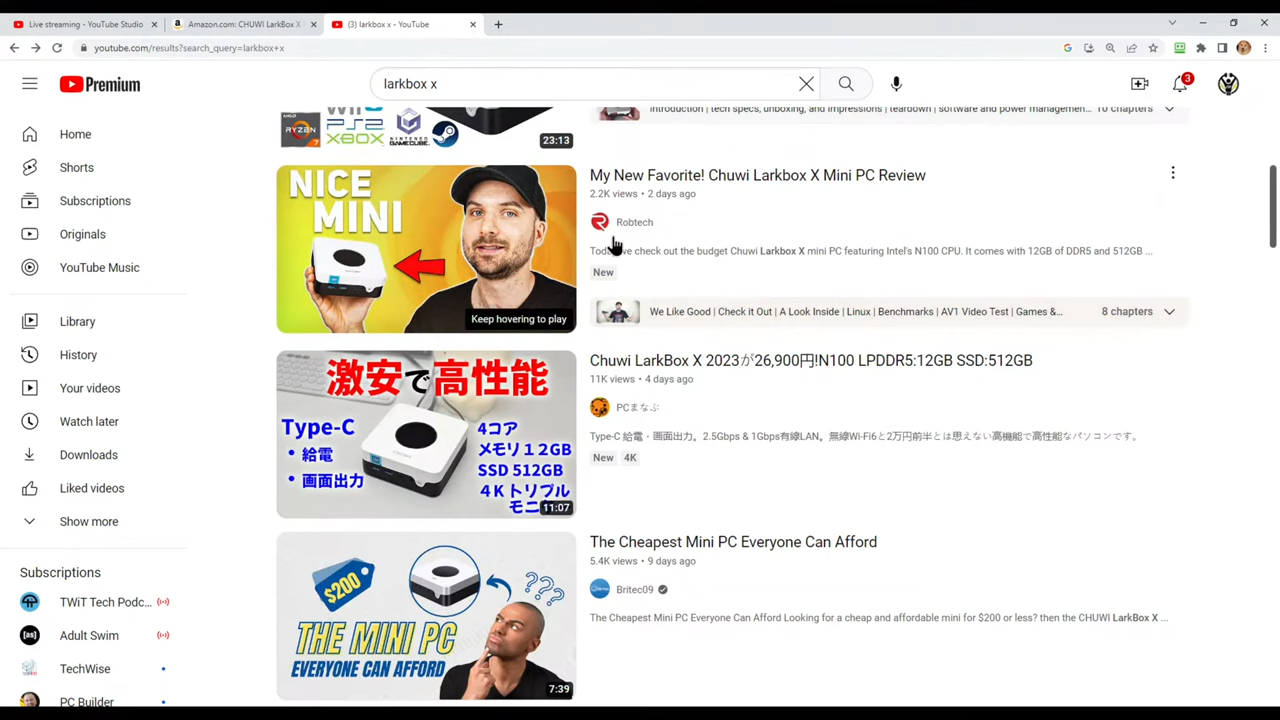 Live streaming - YouTube Studio
Amazon.com: CHUWI LarkBox X
(3) larkbox x - YouTube
youtube.com/results?search_query=larkbox+x
Premium
larkbox x
3
Home
Shorts
Subscriptions
Originals
YouTube Music
Library
History
Your videos
Watch later
Downloads
Liked videos
Show more
Subscriptions
TWiT Tech Podc...
Adult Swim
[as]
TechWise
PC Builder
AMD
RYZEN
7
PS2
XBOX
NINTENDO
GAMECUBE
STEAM
23:13
introduction | tech specs, unboxing, and impressions | teardown | software and power managemen...
10 chapters
NICE
MINI
Keep hovering to play
My New Favorite! Chuwi Larkbox X Mini PC Review
2.2K views • 2 days ago
Robtech
check out the budget Chuwi Larkbox X mini PC featuring Intel's N100 CPU. It comes with 12GB of DDR5 and 512GB ...
New
We Like Good | Check it Out | A Look Inside | Linux | Benchmarks | AV1 Video Test | Games &...
8 chapters
激安で高性能
Type-C
・給電
・画面出力
4コア
メモリ12GB
SSD 512GB
4Kトリプル
モニ
11:07
Chuwi LarkBox X 2023が26,900円!N100 LPDDR5:12GB SSD:512GB
11K views • 4 days ago
PCまなぶ
Type-C 給電・画面出力。2.5Gbps & 1Gbps有線LAN。無線Wi-Fi6と2万円前半とは思えない高機能で高性能なパソコンです。
New
4K
$200
???
THE MINI PC
EVERYONE CAN AFFORD
7:39
The Cheapest Mini PC Everyone Can Afford
5.4K views • 9 days ago
Britec09
The Cheapest Mini PC Everyone Can Afford Looking for a cheap and affordable mini for $200 or less? then the CHUWI LarkBox X ...